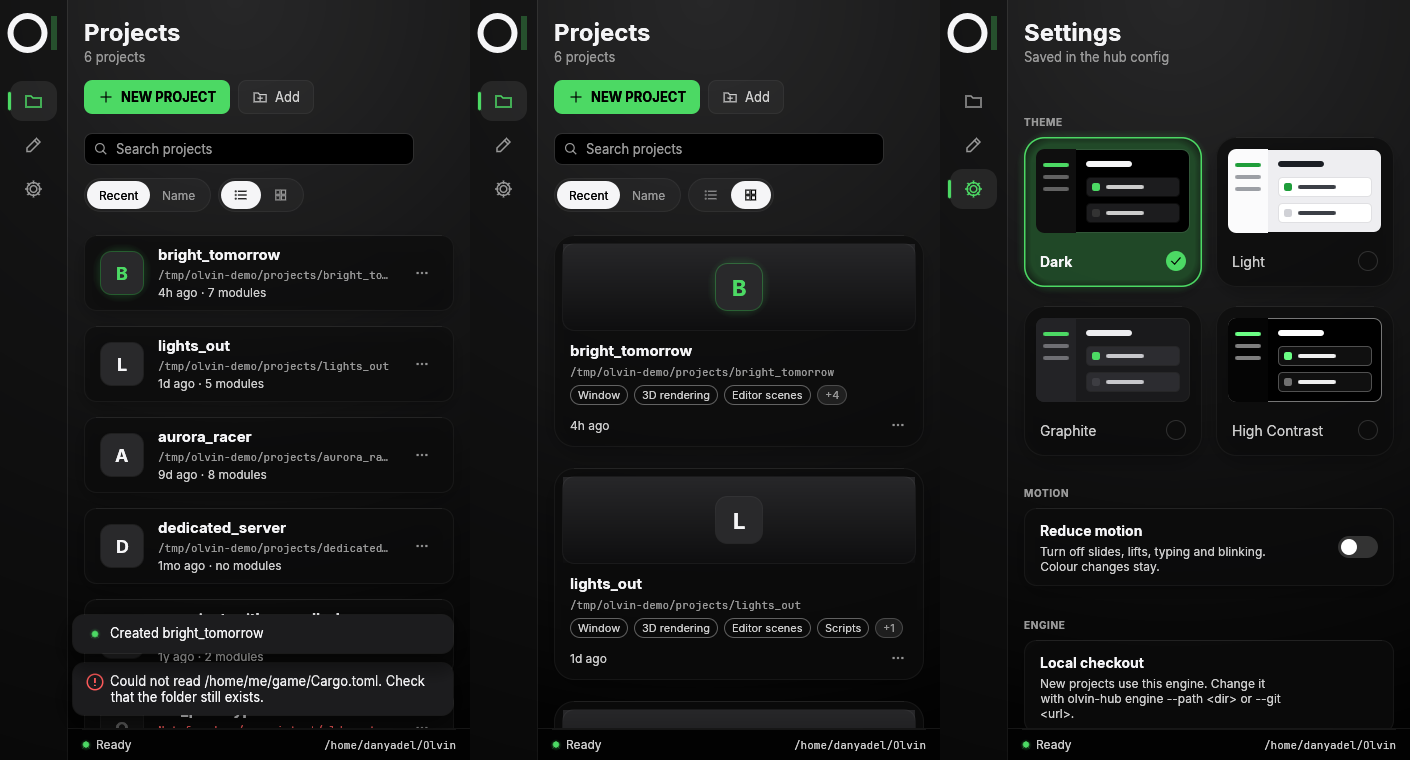 Projects
6 projects
NEW PROJECT
Add
Search projects
Recent
Name
B
bright_tomorrow
/tmp/olvin-demo/projects/bright_to…
4h ago · 7 modules
L
lights_out
/tmp/olvin-demo/projects/lights_out
1d ago · 5 modules
A
aurora_racer
/tmp/olvin-demo/projects/aurora_ra…
9d ago · 8 modules
D
dedicated_server
/tmp/olvin-demo/projects/dedicated…
1mo ago · no modules
Created bright_tomorrow
1y ago · 2 modules
Could not read /home/me/game/Cargo.toml. Check
that the folder still exists.
Ready
/home/danyadel/Olvin
Projects
6 projects
NEW PROJECT
Add
Search projects
Recent
Name
B
bright_tomorrow
/tmp/olvin-demo/projects/bright_tomorrow
Window
3D rendering
Editor scenes
+4
4h ago
L
lights_out
/tmp/olvin-demo/projects/lights_out
Window
3D rendering
Editor scenes
Scripts
+1
1d ago
Ready
/home/danyadel/Olvin
Settings
Saved in the hub config
THEME
Dark
Light
Graphite
High Contrast
MOTION
Reduce motion
Turn off slides, lifts, typing and blinking.
Colour changes stay.
ENGINE
Local checkout
New projects use this engine. Change it
with olvin-hub engine --path <dir> or --git
<url>.
Ready
/home/danyadel/Olvin